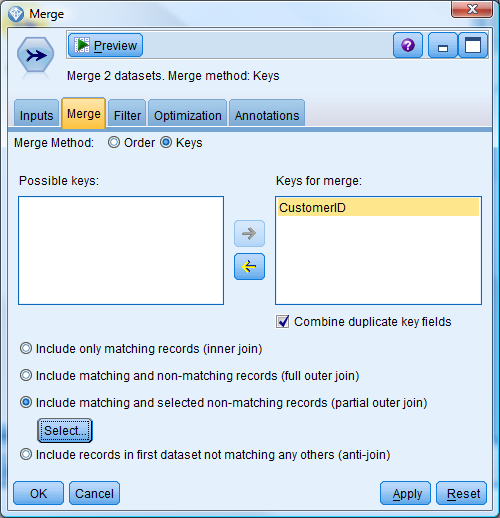 Merge
Preview
?
Merge 2 datasets. Merge method: Keys
Inputs Merge Filter Optimization Annotations
Merge Method: Order Keys
Possible keys: Keys for merge:
CustomerID
Combine duplicate key fields
Include only matching records (inner join)
Include matching and non-matching records (full outer join)
Include matching and selected non-matching records (partial outer join)
Select...
Include records in first dataset not matching any others (anti-join)
OK Cancel Apply Reset